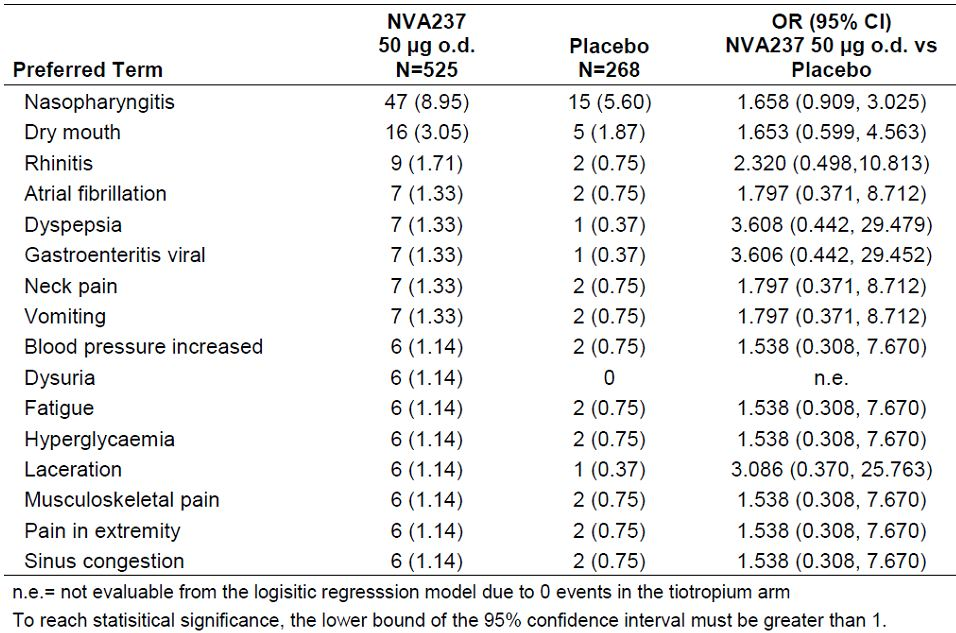 NVA237
50 µg o.d.
N=525
Placebo
N=268
OR (95% CI)
NVA237 50 µg o.d. vs
Placebo
Preferred Term
Nasopharyngitis 47 (8.95) 15 (5.60) 1.658 (0.909, 3.025)
Dry mouth 16 (3.05) 5 (1.87) 1.653 (0.599, 4.563)
Rhinitis 9 (1.71) 2 (0.75) 2.320 (0.498,10.813)
Atrial fibrillation 7 (1.33) 2 (0.75) 1.797 (0.371, 8.712)
Dyspepsia 7 (1.33) 1 (0.37) 3.608 (0.442, 29.479)
Gastroenteritis viral 7 (1.33) 1 (0.37) 3.606 (0.442, 29.452)
Neck pain 7 (1.33) 2 (0.75) 1.797 (0.371, 8.712)
Vomiting 7 (1.33) 2 (0.75) 1.797 (0.371, 8.712)
Blood pressure increased 6 (1.14) 2 (0.75) 1.538 (0.308, 7.670)
Dysuria 6 (1.14) 0 n.e.
Fatigue 6 (1.14) 2 (0.75) 1.538 (0.308, 7.670)
Hyperglycaemia 6 (1.14) 2 (0.75) 1.538 (0.308, 7.670)
Laceration 6 (1.14) 1 (0.37) 3.086 (0.370, 25.763)
Musculoskeletal pain 6 (1.14) 2 (0.75) 1.538 (0.308, 7.670)
Pain in extremity 6 (1.14) 2 (0.75) 1.538 (0.308, 7.670)
Sinus congestion 6 (1.14) 2 (0.75) 1.538 (0.308, 7.670)
n.e.= not evaluable from the logisitic regresssion model due to 0 events in the tiotropium arm
To reach statisitical significance, the lower bound of the 95% confidence interval must be greater than 1.